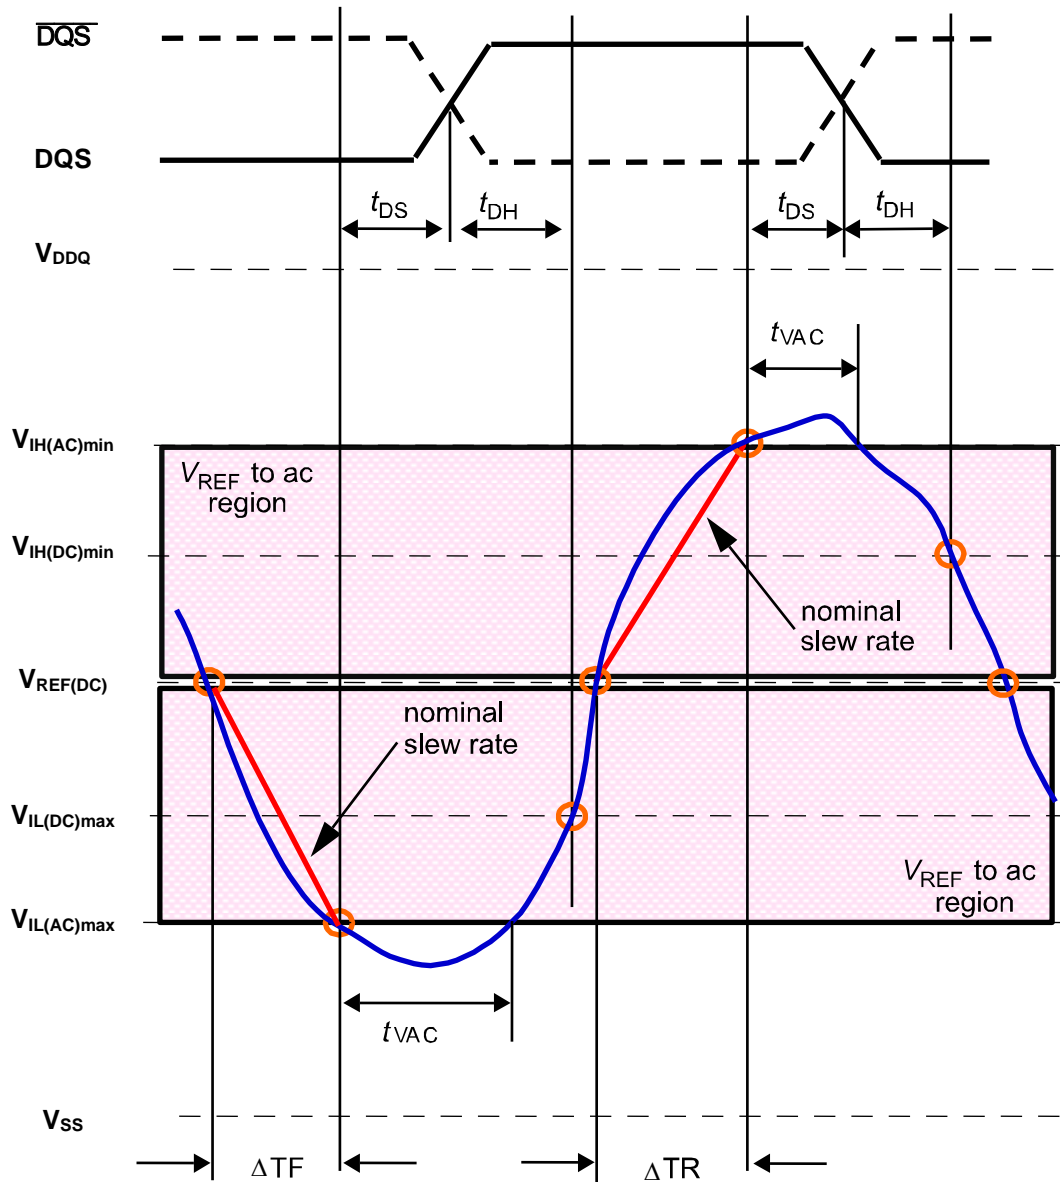 D̅Q̅S̅
DQS
tDS
tDH
tDS
tDH
VDDQ
tVAC
VIH(AC)min
VREF to ac
region
VIH(DC)min
nominal
slew rate
VREF(DC)
nominal
slew rate
VIL(DC)max
VREF to ac
region
VIL(AC)max
tVAC
VSS
ΔTF
ΔTR